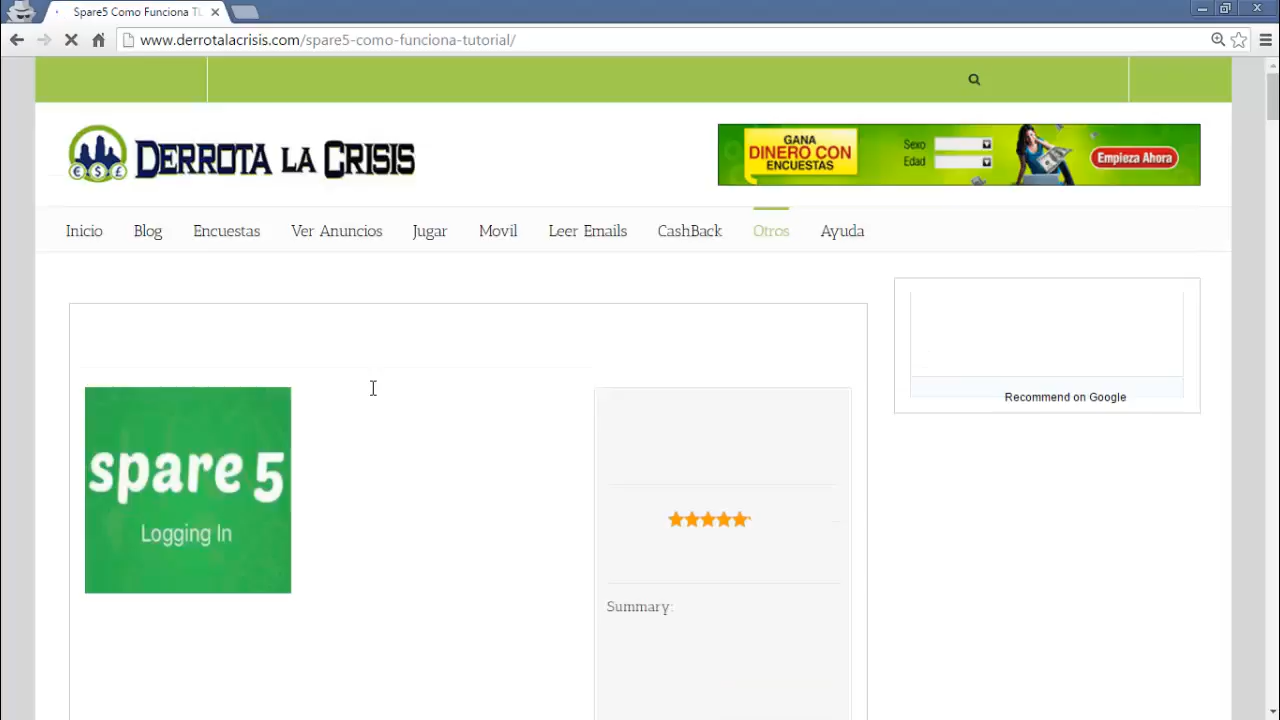 Spare5 Como Funciona Tu
www.derrotalacrisis.com/spare5-como-funciona-tutorial/
DERROTA LA CRISIS
GANA
DINERO CON
ENCUESTAS
Sexo
Edad
Empieza Ahora
Inicio Blog Encuestas Ver Anuncios Jugar Movil Leer Emails CashBack Otros Ayuda
Recommend on Google
spare 5
Logging In
Summary: